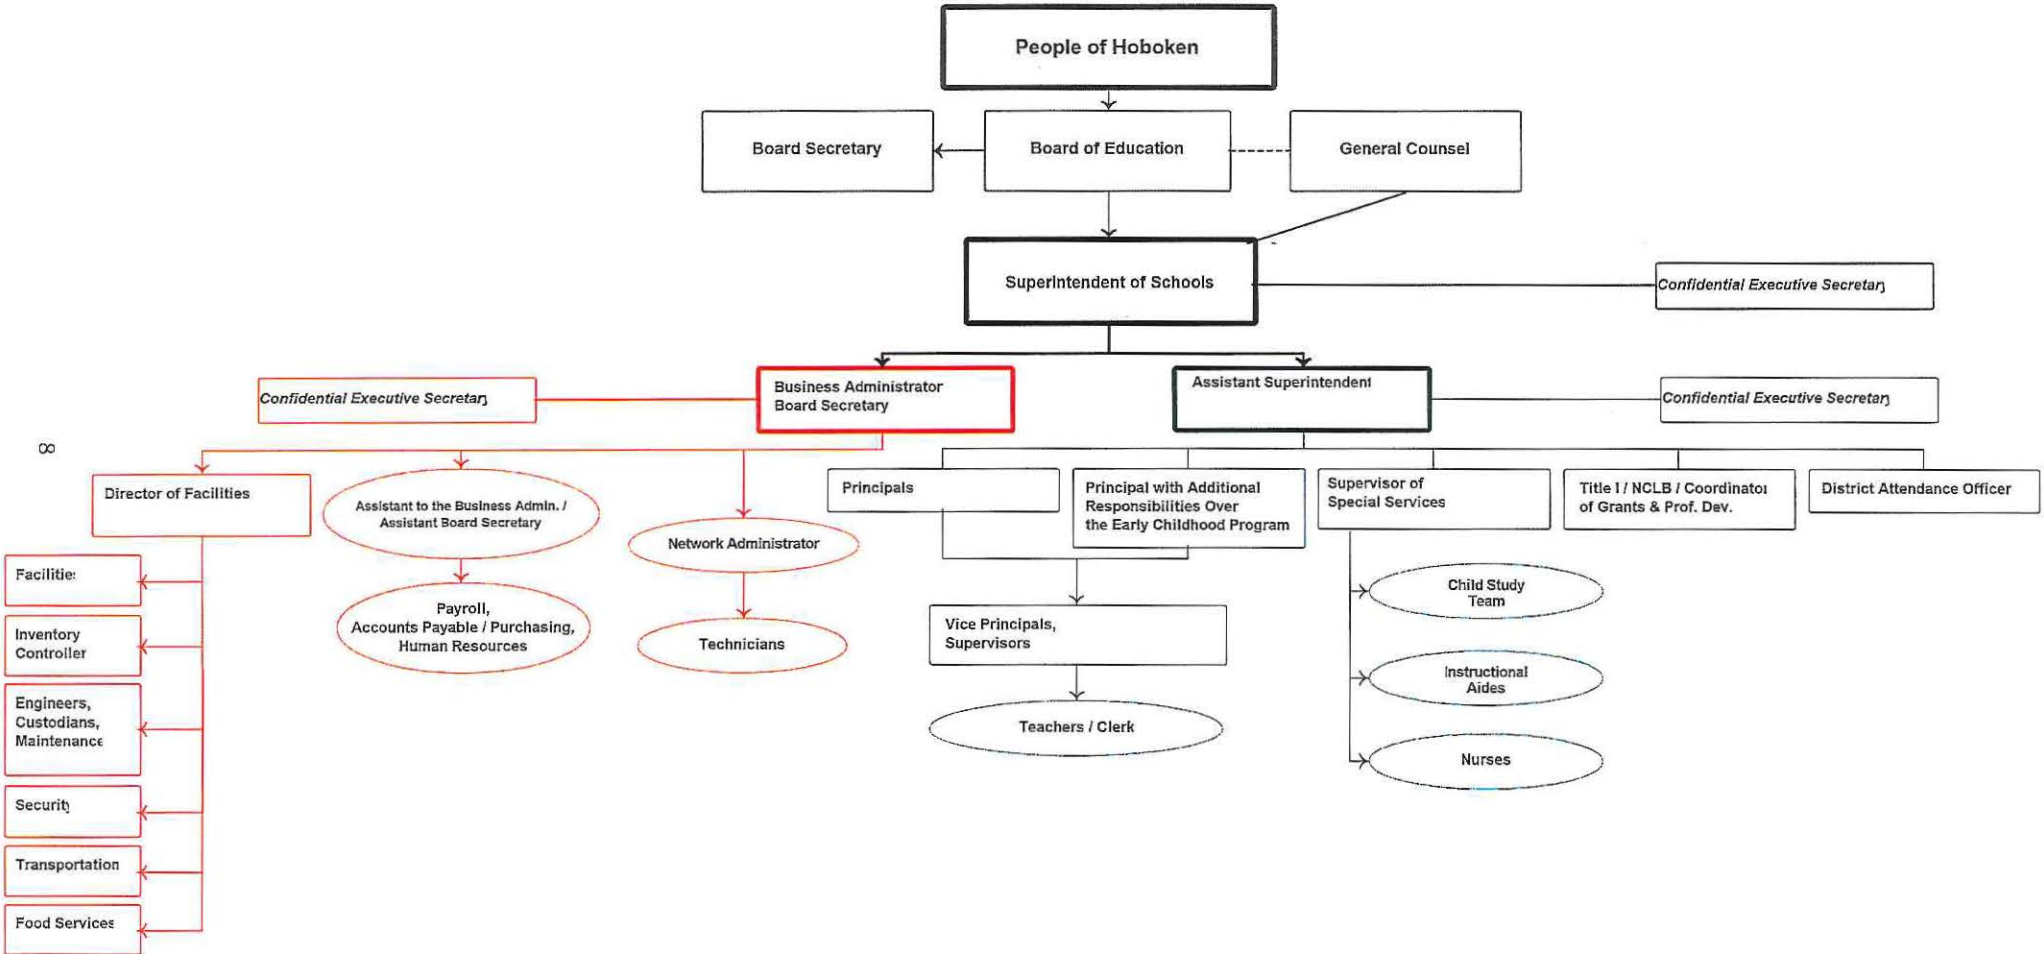 People of Hoboken
Board Secretary
Board of Education
General Counsel
Superintendent of Schools
Confidential Executive Secretary
Business Administrator
Board Secretary
Confidential Executive Secretary
Assistant Superintendent
Confidential Executive Secretary
8
Director of Facilities
Assistant to the Business Admin. /
Assistant Board Secretary
Network Administrator
Principals
Principal with Additional
Responsibilities Over
the Early Childhood Program
Supervisor of
Special Services
Title I / NCLB / Coordinator
of Grants & Prof. Dev.
District Attendance Officer
Facilities
Inventory
Controller
Engineers,
Custodians,
Maintenance
Security
Transportation
Food Services
Payroll,
Accounts Payable / Purchasing,
Human Resources
Technicians
Vice Principals,
Supervisors
Teachers / Clerk
Child Study
Team
Instructional
Aides
Nurses